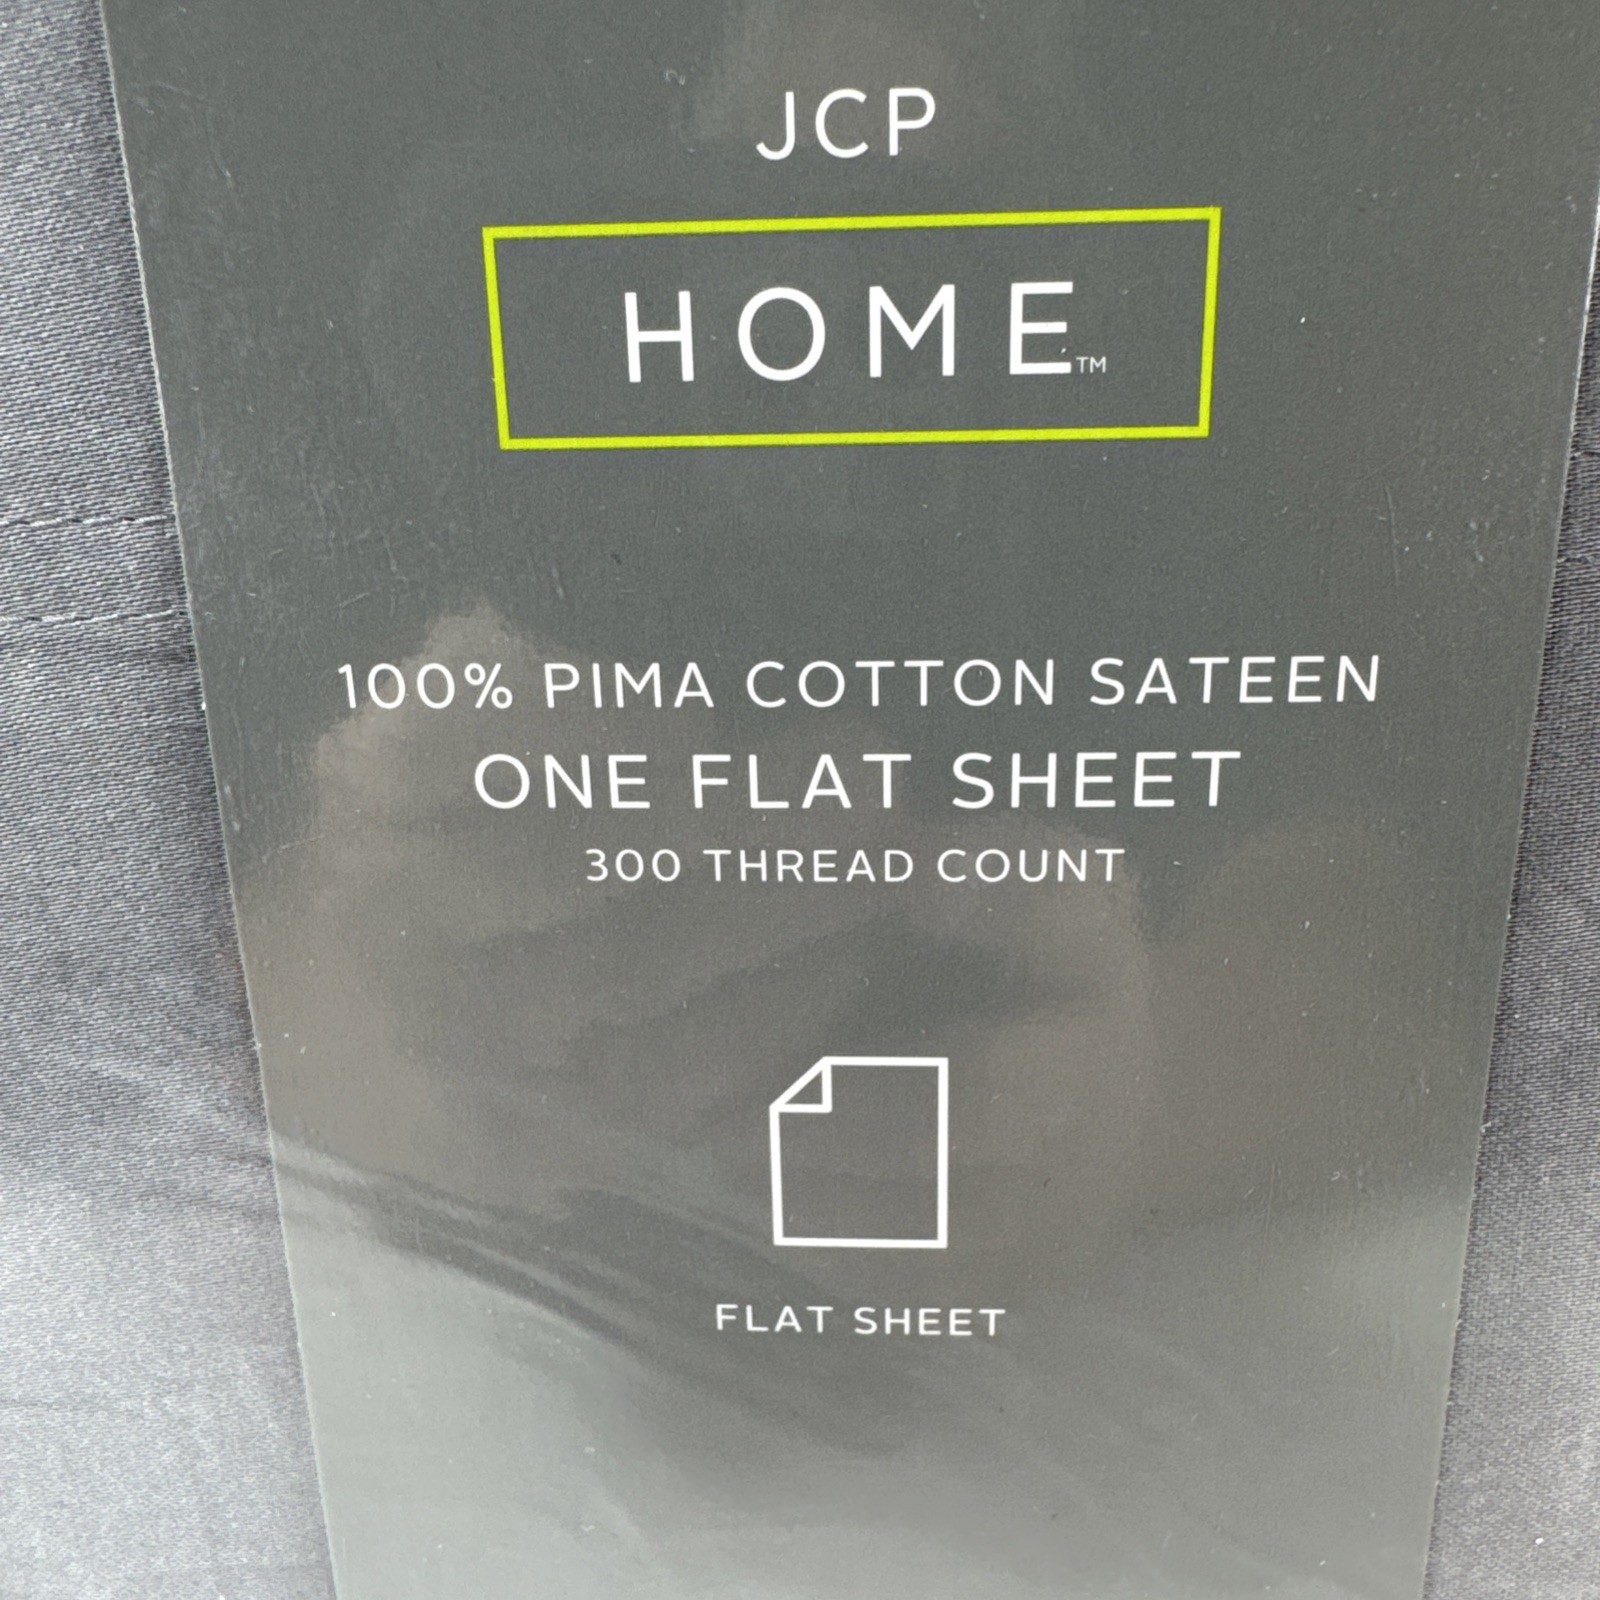 JCP
HOME™
100% PIMA COTTON SATEEN
ONE FLAT SHEET
300 THREAD COUNT
FLAT SHEET